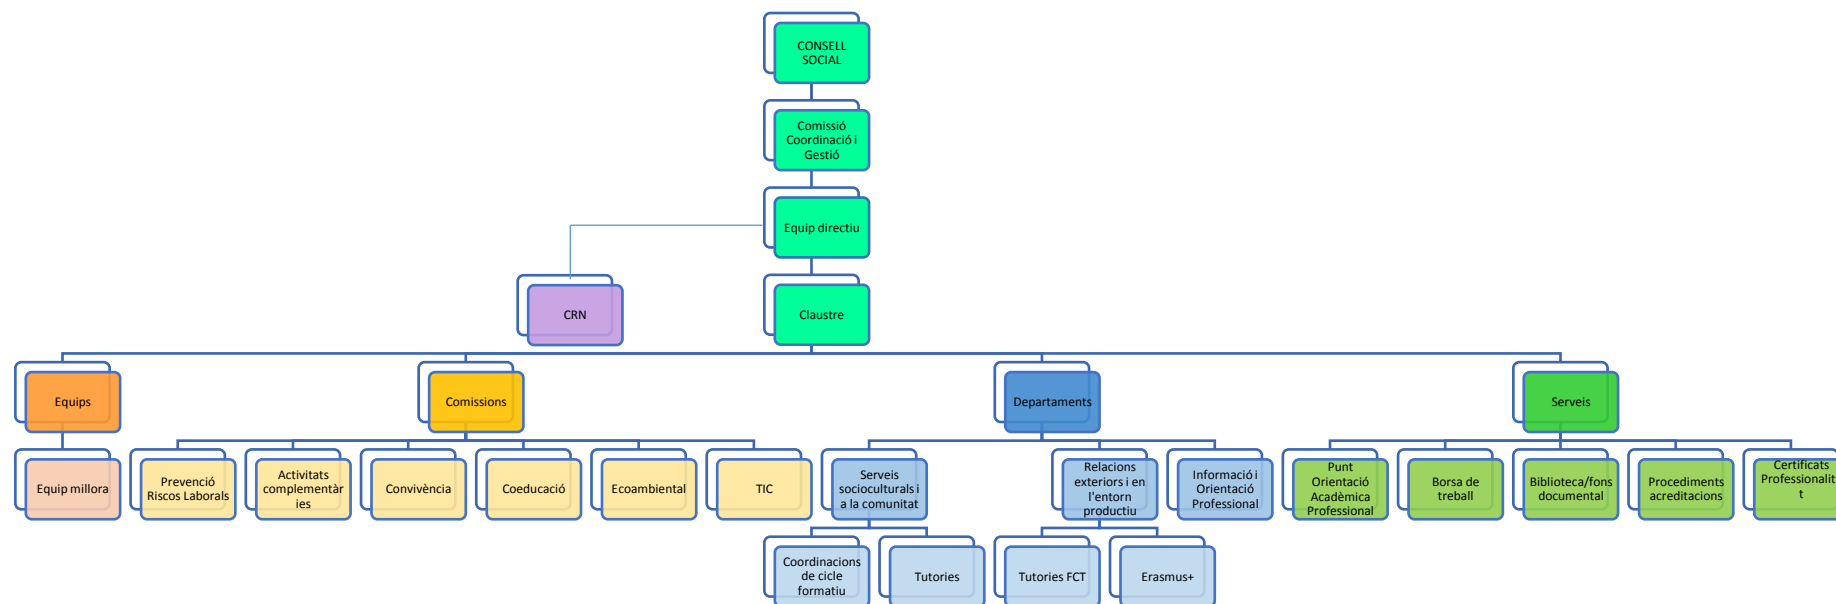 CONSELL
SOCIAL
Comissió
Coordinació i
Gestió
Equip directiu
CRN
Claustre
Equips
Comissions
Departaments
Serveis
Equip millora
Prevenció
Riscos Laborals
Activitats
complementàr
ies
Convivència
Coeducació
Ecoambiental
TIC
Serveis
socioculturals i
a la comunitat
Relacions
exteriors i en
l'entorn
productiu
Informació i
Orientació
Professional
Punt
Orientació
Acadèmica
Professional
Borsa de
treball
Biblioteca/fons
documental
Procediments
acreditacions
Certificats
Professionalit
t
Coordinacions
de cicle
formatiu
Tutories
Tutories FCT
Erasmus+